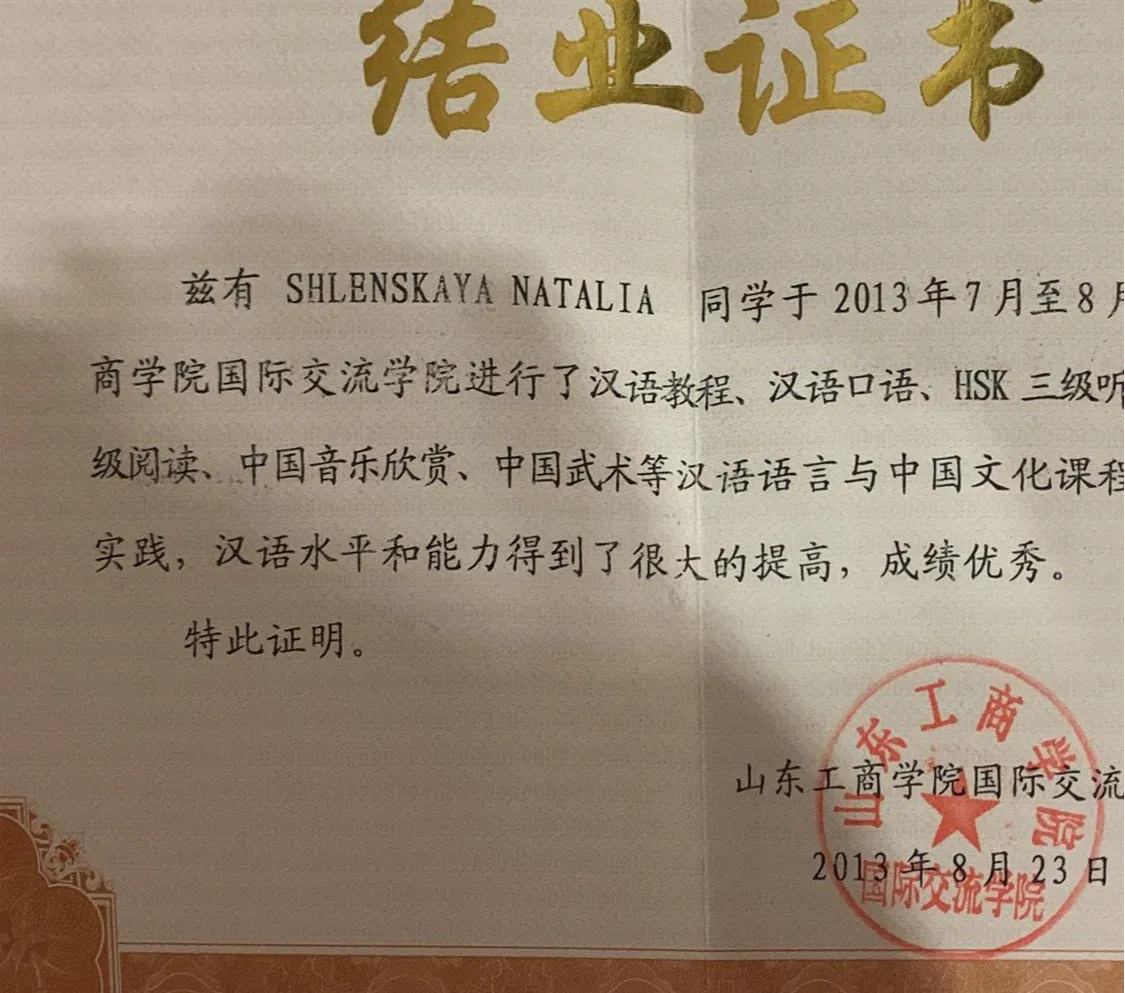 结业证书
兹有 SHLENSKAYA NATALIA 同学于 2013 年 7 月至 8 月
商学院国际交流学院进行了汉语教程、汉语口语、HSK 三级听
级阅读、中国音乐欣赏、中国武术等汉语语言与中国文化课程
实践，汉语水平和能力得到了很大的提高，成绩优秀。
特此证明。
山东工商学院国际交流
2013 年 8 月 23 日
山东工商学院
国际交流学院